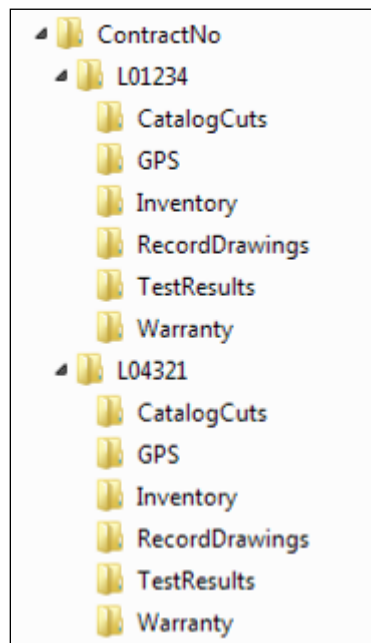 ContractNo
L01234
CatalogCuts
GPS
Inventory
RecordDrawings
TestResults
Warranty
L04321
CatalogCuts
GPS
Inventory
RecordDrawings
TestResults
Warranty